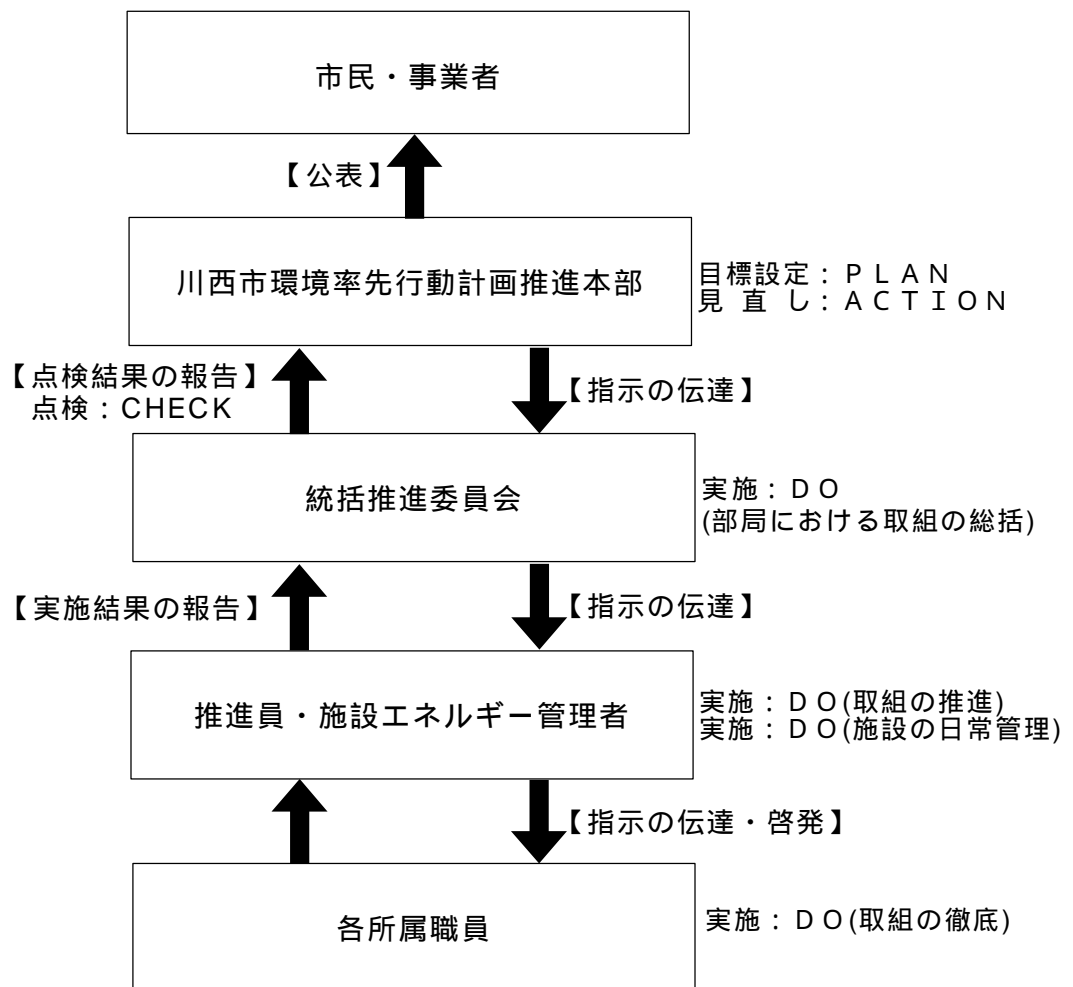 市民・事業者
【公表】
川西市環境率先行動計画推進本部
目標設定：ＰＬＡＮ
見 直 し：ＡＣＴＩＯＮ
【点検結果の報告】
点検：CHECK
【指示の伝達】
統括推進委員会
実施：ＤＯ
(部局における取組の総括)
【実施結果の報告】
【指示の伝達】
推進員・施設エネルギー管理者
実施：ＤＯ(取組の推進)
実施：ＤＯ(施設の日常管理)
【指示の伝達・啓発】
各所属職員
実施：ＤＯ(取組の徹底)